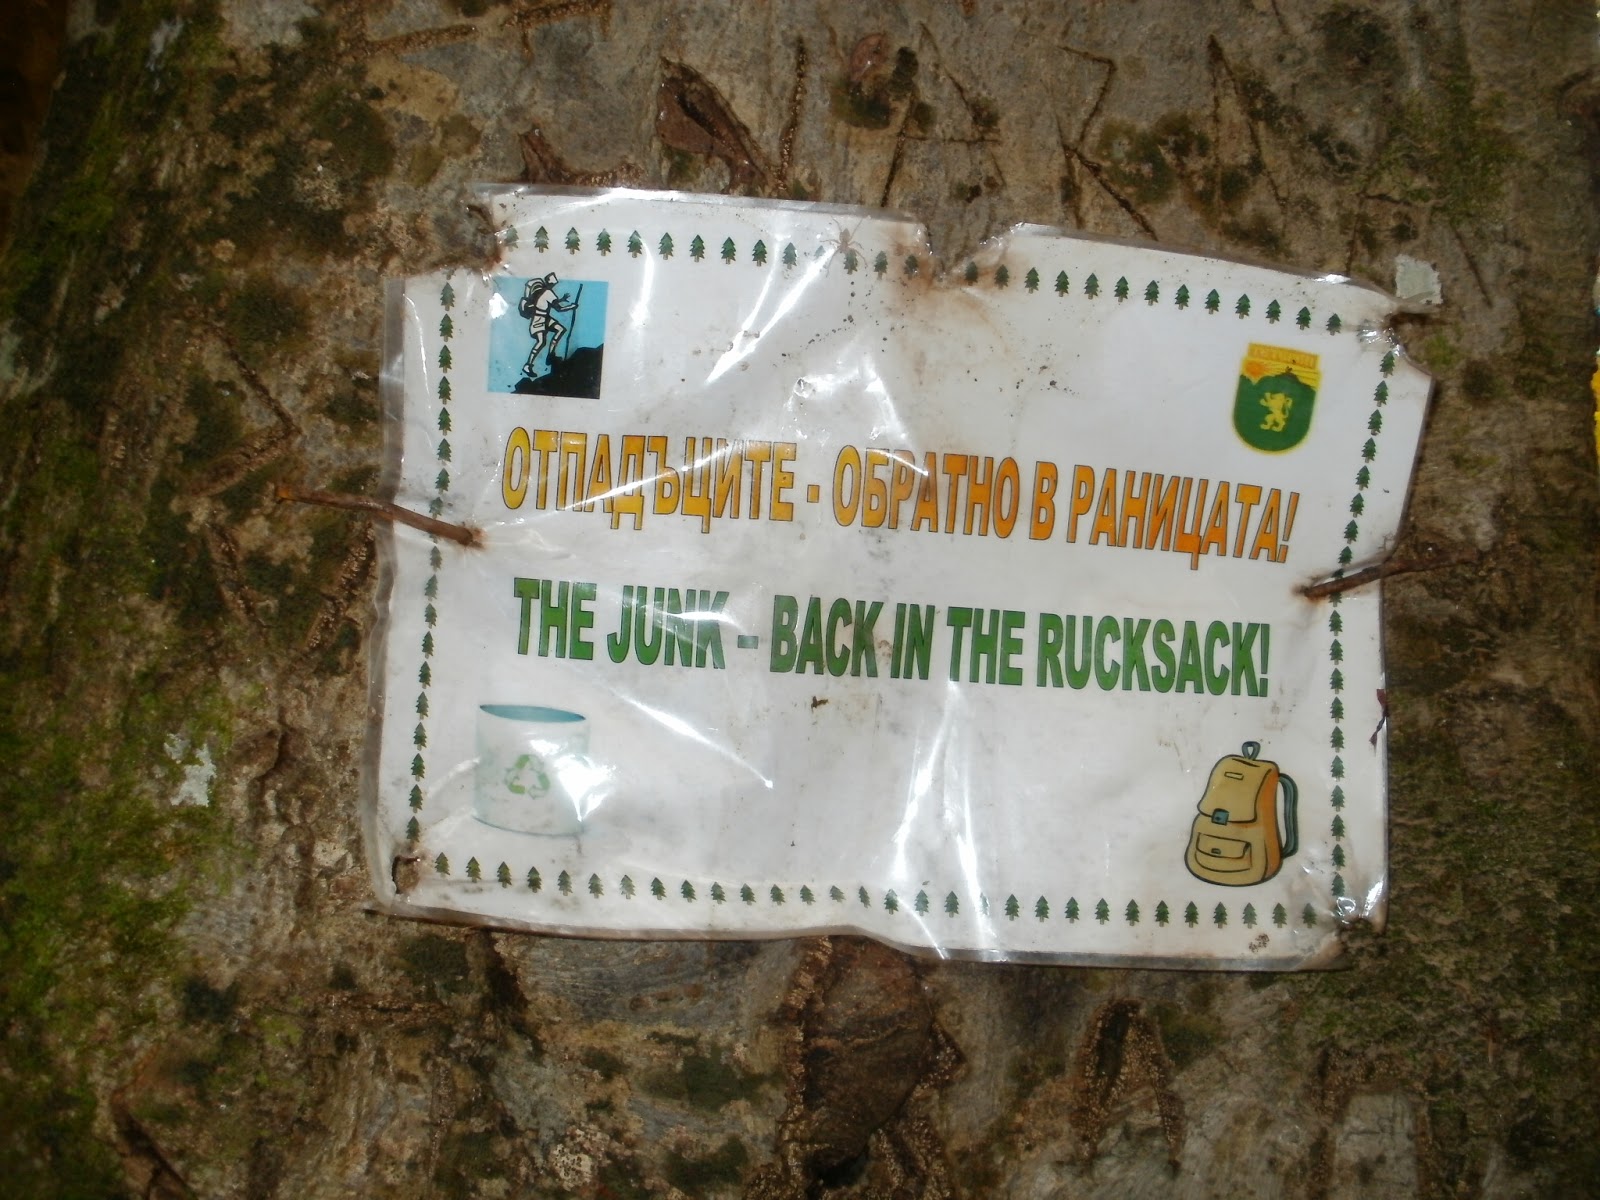 ОТПАДЪЦИТЕ - ОБРАТНО В РАНИЦАТА!
THE JUNK - BACK IN THE RUCKSACK!